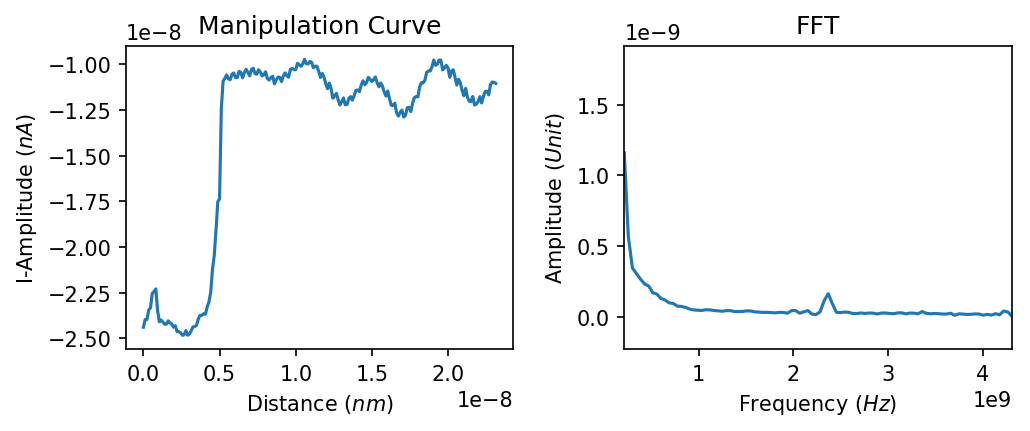 Manipulation Curve
1e−8
I-Amplitude (nA)
−1.00
−1.25
−1.50
−1.75
−2.00
−2.25
−2.50
0.0 0.5 1.0 1.5 2.0
1e−8
Distance (nm)
FFT
1e−9
Amplitude (Unit)
1.5
1.0
0.5
0.0
1 2 3 4
1e9
Frequency (Hz)